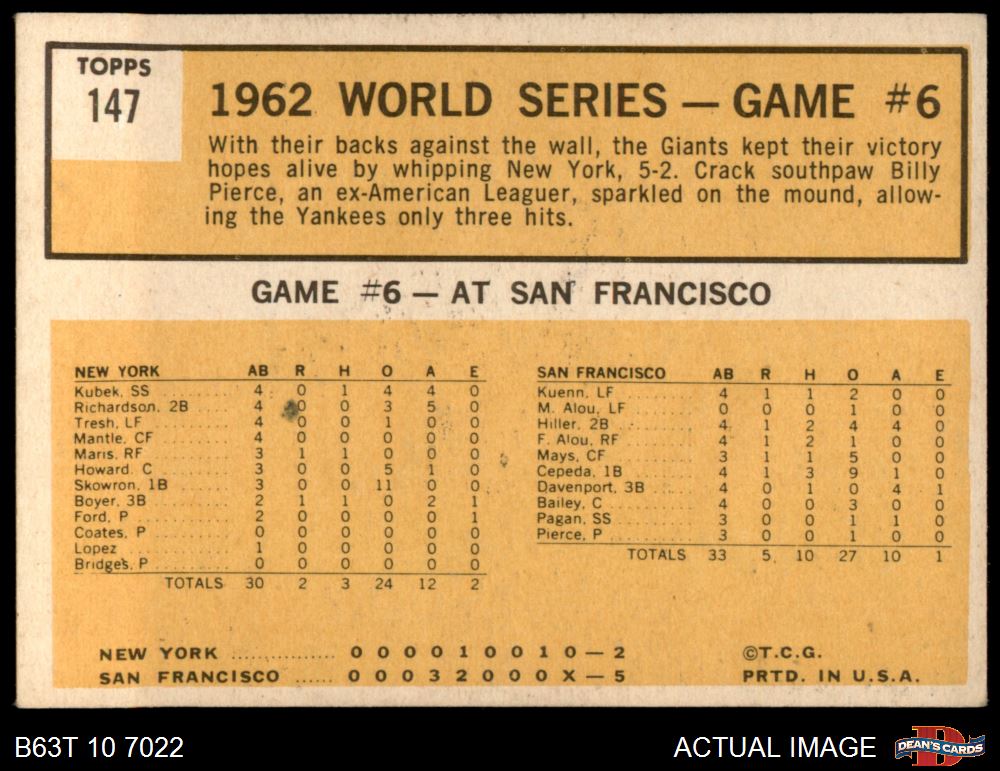 TOPPS
147
1962 WORLD SERIES — GAME #6
With their backs against the wall, the Giants kept their victory
hopes alive by whipping New York, 5-2. Crack southpaw Billy
Pierce, an ex-American Leaguer, sparkled on the mound, allow-
ing the Yankees only three hits.
GAME #6 — AT SAN FRANCISCO
NEW YORK AB R H O A E
Kubek, SS 4 0 1 4 4 0
Richardson, 2B ..... 4 0 0 3 5 0
Tresh, LF ..... 4 0 0 1 0 0
Mantle, CF ..... 4 0 0 0 0 0
Maris, RF ..... 3 1 1 0 0 0
Howard, C ..... 3 0 0 5 1 0
Skowron, 1B ..... 3 0 0 11 0 0
Boyer, 3B ..... 2 1 1 0 2 1
Ford, P ..... 2 0 0 0 0 1
Coates, P ..... 0 0 0 0 0 0
Lopez ..... 1 0 0 0 0 0
Bridges, P ..... 0 0 0 0 0 0
TOTALS 30 2 3 24 12 2
SAN FRANCISCO AB R H O A E
Kuenn, LF ..... 4 1 1 2 0 0
M. Alou, LF ..... 0 0 0 1 0 0
Hiller, 2B ..... 4 1 2 4 4 0
F. Alou, RF ..... 4 1 2 1 0 0
Mays, CF ..... 3 1 1 5 0 0
Cepeda, 1B ..... 4 1 3 9 1 0
Davenport, 3B ..... 4 0 1 0 4 1
Bailey, C ..... 4 0 0 3 0 0
Pagan, SS ..... 3 0 0 1 1 0
Pierce, P ..... 3 0 0 1 0 0
TOTALS 33 5 10 27 10 1
NEW YORK ............... 0 0 0 0 1 0 0 1 0 — 2
SAN FRANCISCO ...... 0 0 0 3 2 0 0 0 X — 5
©T.C.G.
PRTD. IN U.S.A.
B63T 10 7022
ACTUAL IMAGE
DEAN'S CARDS